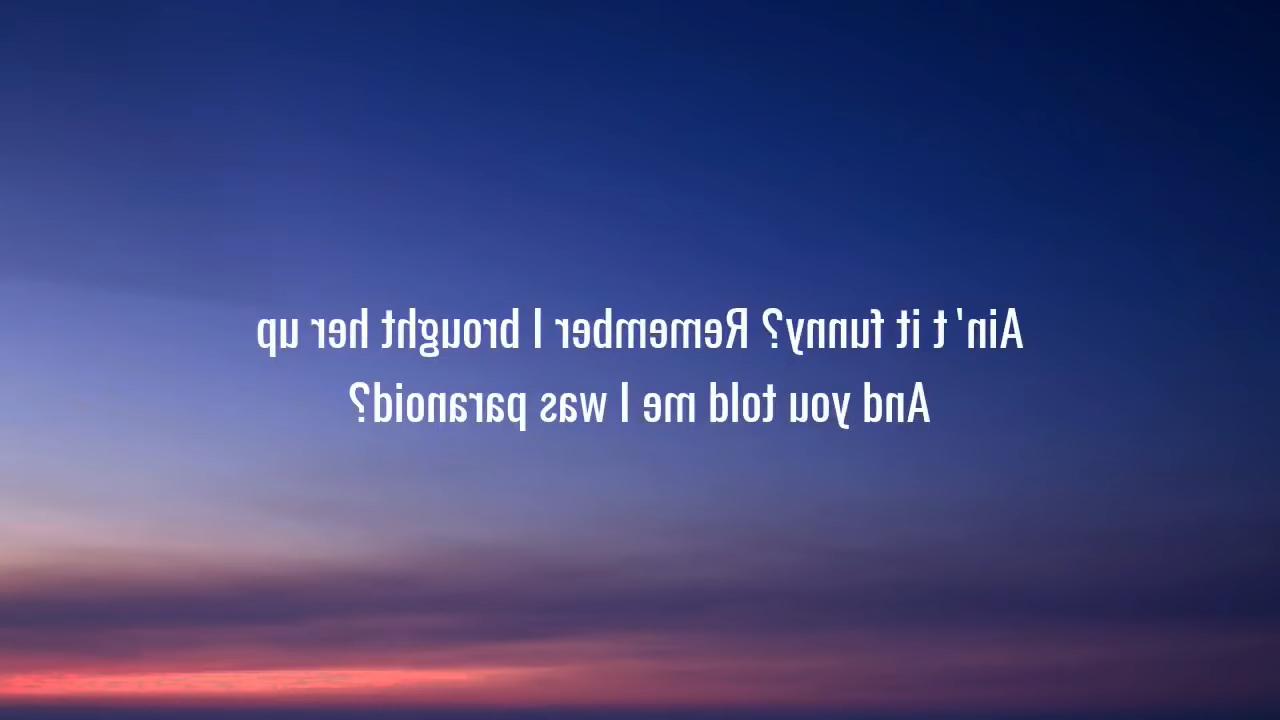 Ain't it funny? Remember I brought her up
And you told me I was paranoid?